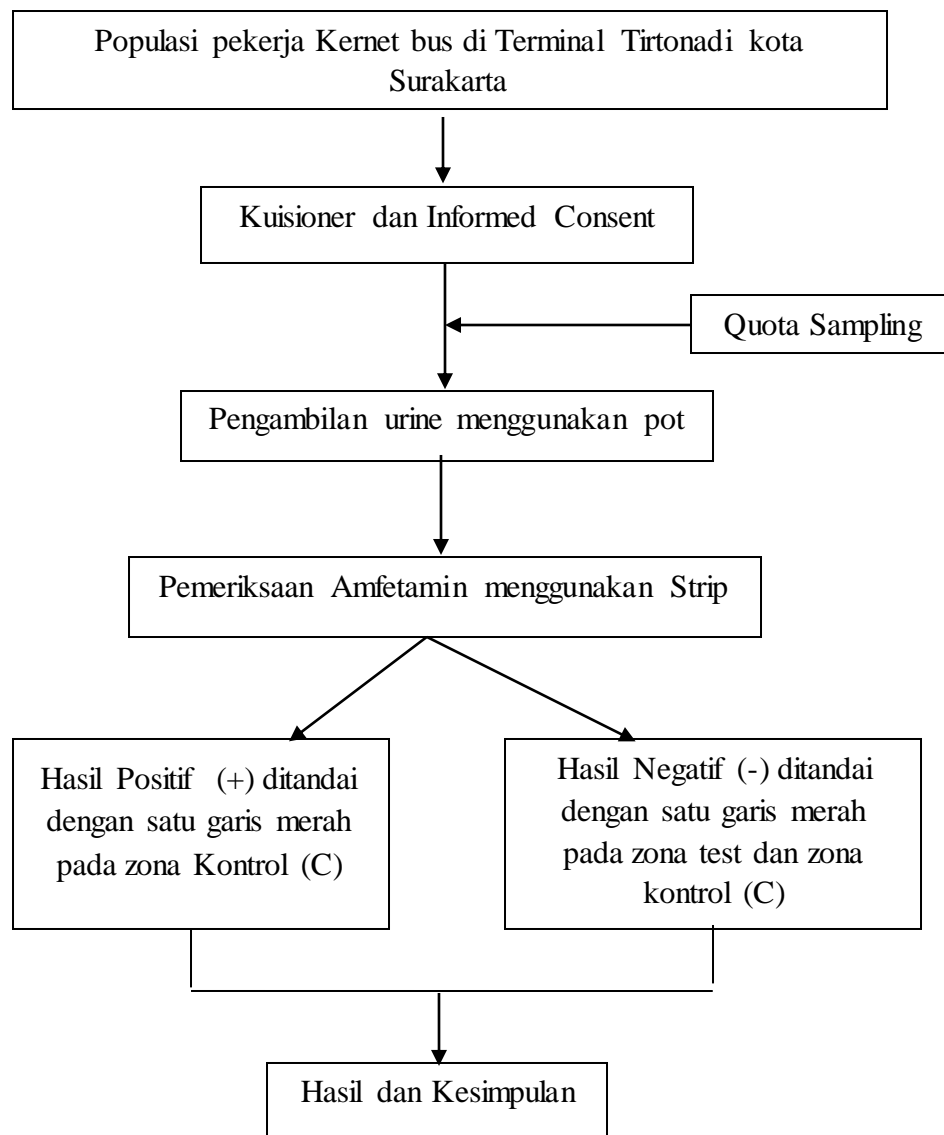 Populasi pekerja Kernet bus di Terminal Tirtonadi kota
Surakarta
Kuisioner dan Informed Consent
Quota Sampling
Pengambilan urine menggunakan pot
Pemeriksaan Amfetamin menggunakan Strip
Hasil Positif (+) ditandai
dengan satu garis merah
pada zona Kontrol (C)
Hasil Negatif (-) ditandai
dengan satu garis merah
pada zona test dan zona
kontrol (C)
Hasil dan Kesimpulan